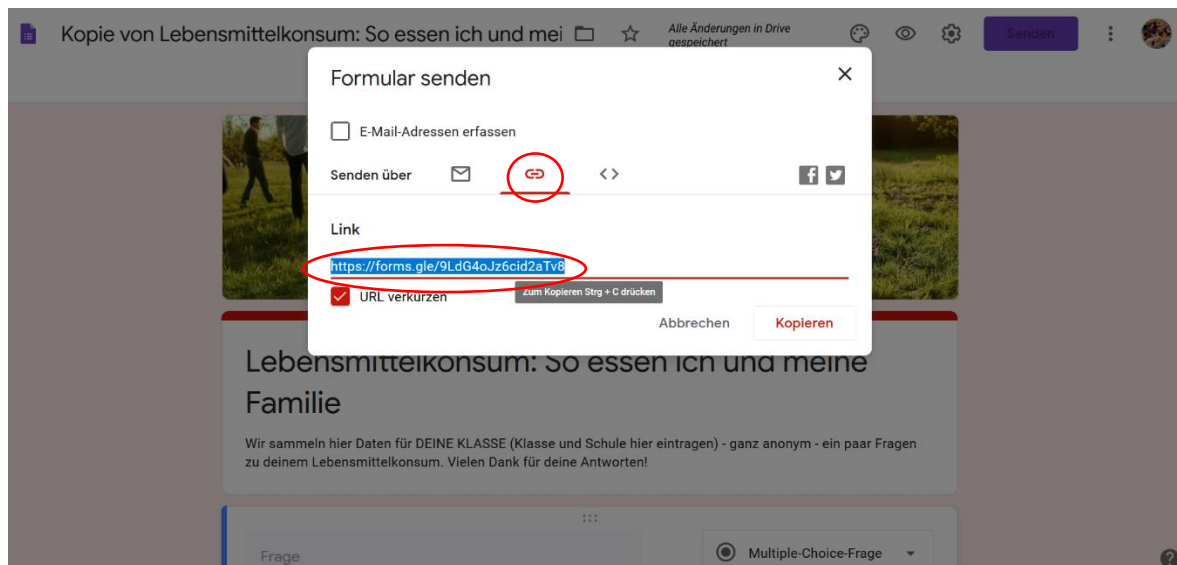 Kopie von Lebensmittelkonsum: So essen ich und mei
Alle Änderungen in Drive
gespeichert
Senden
Formular senden
E-Mail-Adressen erfassen
Senden über
Link
https://forms.gle/9LdG4oJz6cid2aTv8
Zum Kopieren Strg + C drücken
URL verkürzen
Abbrechen
Kopieren
Lebensmittelkonsum: So essen ich und meine
Familie
Wir sammeln hier Daten für DEINE KLASSE (Klasse und Schule hier eintragen) - ganz anonym - ein paar Fragen
zu deinem Lebensmittelkonsum. Vielen Dank für deine Antworten!
Frage
Multiple-Choice-Frage